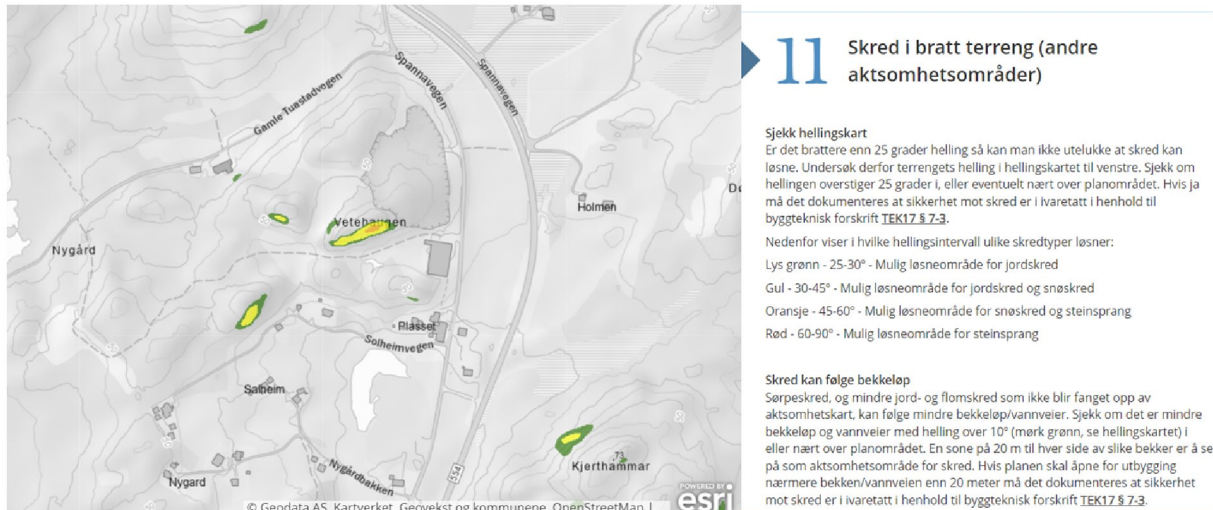 11
Skred i bratt terreng (andre
aktsomhetsområder)
Sjekk hellingskart
Er det brattere enn 25 grader helling så kan man ikke utelukke at skred kan
løsne. Undersøk derfor terrengets helling i hellingskartet til venstre. Sjekk om
hellingen overstiger 25 grader i, eller eventuelt nært over planområdet. Hvis ja
må det dokumenteres at sikkerhet mot skred er i ivaretatt i henhold til
byggteknisk forskrift TEK17 § 7-3.
Nedenfor viser i hvilke hellingsintervall ulike skredtyper løsner:
Lys grønn - 25-30° - Mulig løsneområde for jordskred
Gul - 30-45° - Mulig løsneområde for jordskred og snøskred
Oransje - 45-60° - Mulig løsneområde for snøskred og steinsprang
Rød - 60-90° - Mulig løsneområde for steinsprang
Skred kan følge bekkeløp
Sørpeskred, og mindre jord- og flomskred som ikke blir fanget opp av
aktsomhetskart, kan følge mindre bekkeløp/vannveier. Sjekk om det er mindre
bekkeløp og vannveier med helling over 10° (mørk grønn, se hellingskartet) i
eller nært over planområdet. En sone på 20 m til hver side av slike bekker er å se
på som aktsomhetsområde for skred. Hvis planen skal åpne for utbygging
nærmere bekken/vannveien enn 20 meter må det dokumenteres at sikkerhet
mot skred er i ivaretatt i henhold til byggteknisk forskrift TEK17 § 7-3.
Spannavegen
Spannavegen
Gamle Tuastadvegen
Holmen
Vetehaugen
Nygård
Plasset
Solheimvegen
Salheim
Nygard
Nygårdbakken
554
73
Kjerthammar
POWERED BY
esri
© Geodata AS, Kartverket, Geovekst og kommunene, OpenStreetMap |